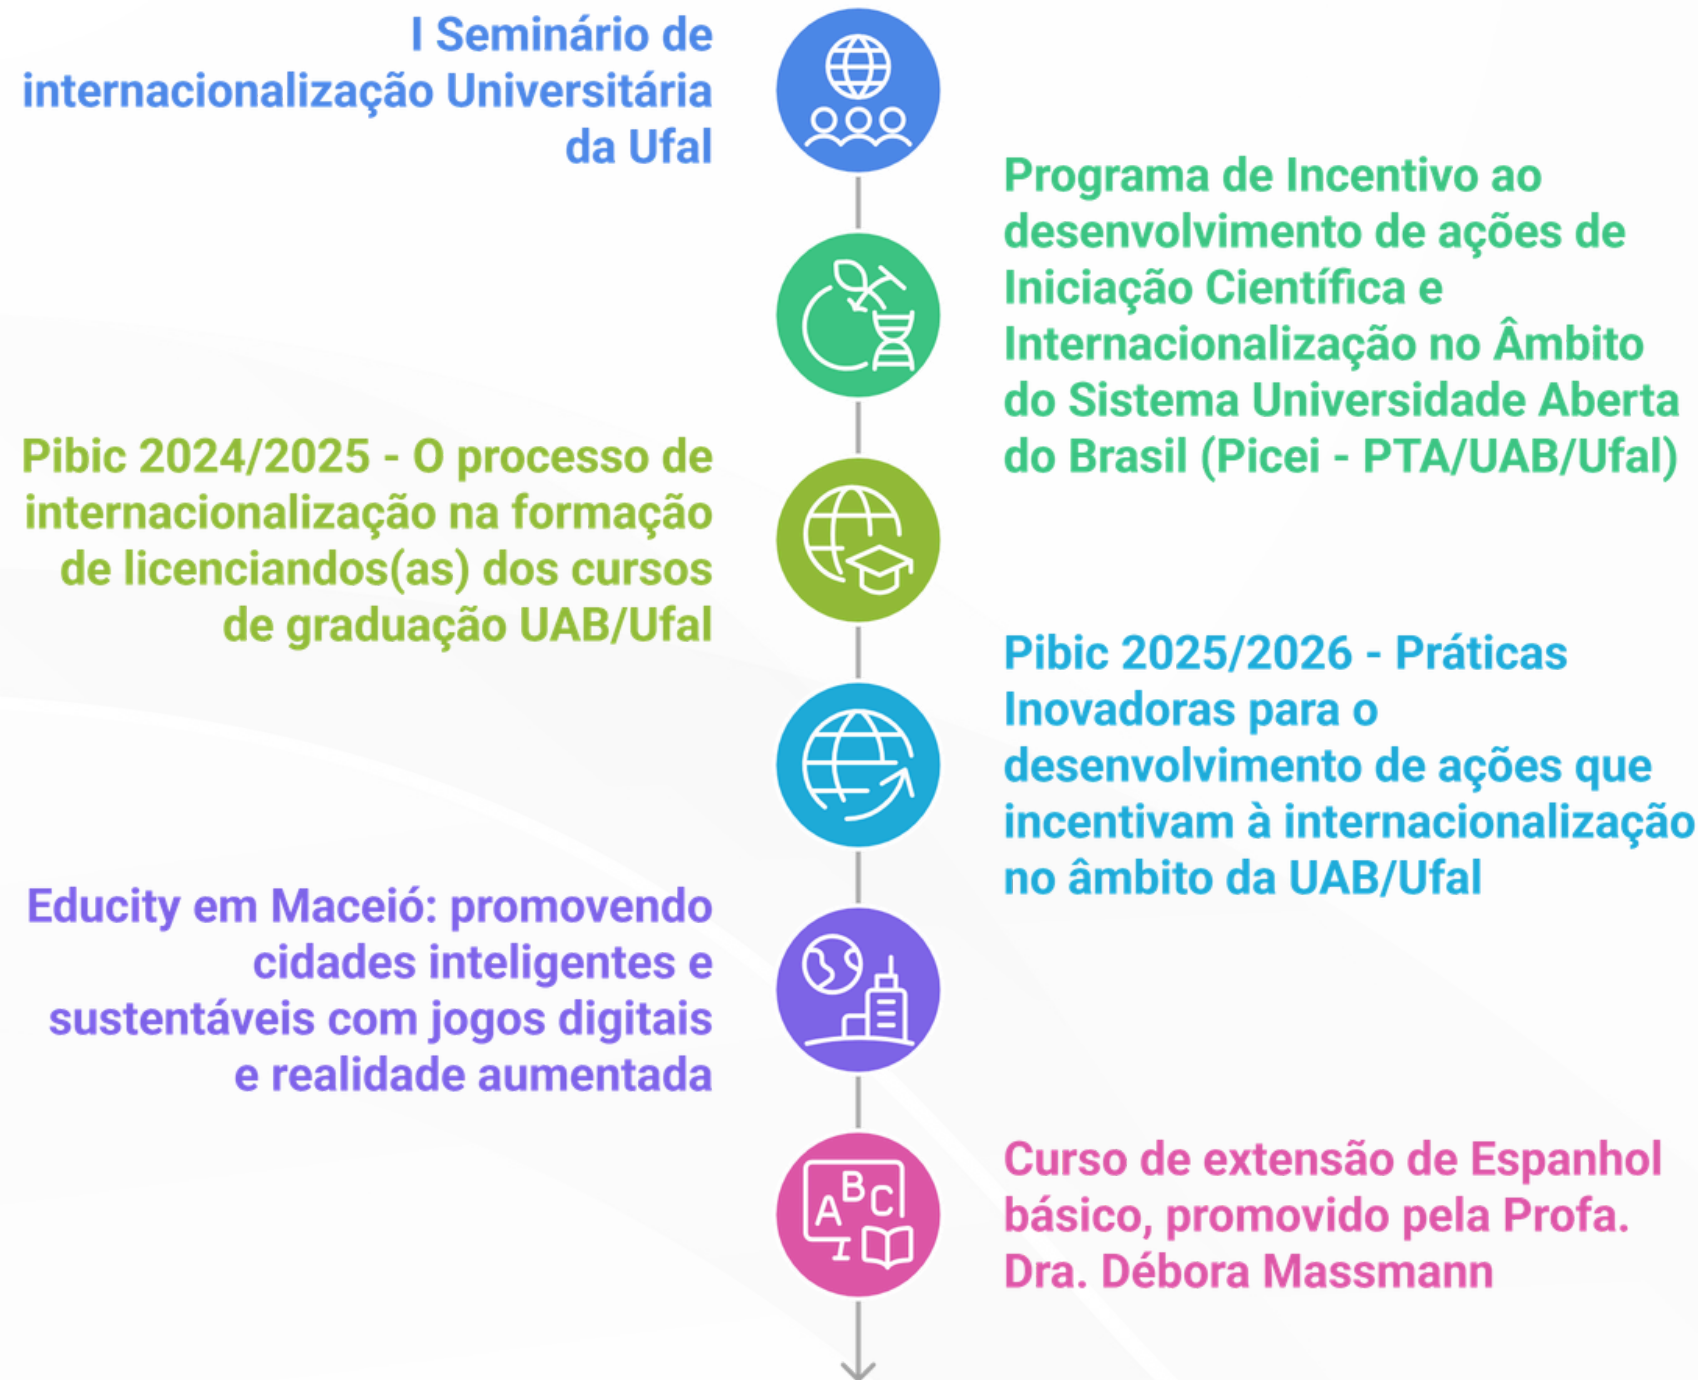 I Seminário de
internacionalização Universitária
da Ufal
Programa de Incentivo ao
desenvolvimento de ações de
Iniciação Científica e
Internacionalização no Âmbito
do Sistema Universidade Aberta
do Brasil (Picei - PTA/UAB/Ufal)
Pibic 2024/2025 - O processo de
internacionalização na formação
de licenciandos(as) dos cursos
de graduação UAB/Ufal
Pibic 2025/2026 - Práticas
Inovadoras para o
desenvolvimento de ações que
incentivam à internacionalização
no âmbito da UAB/Ufal
Educity em Maceió: promovendo
cidades inteligentes e
sustentáveis com jogos digitais
e realidade aumentada
A B C
Curso de extensão de Espanhol
básico, promovido pela Profa.
Dra. Débora Massmann